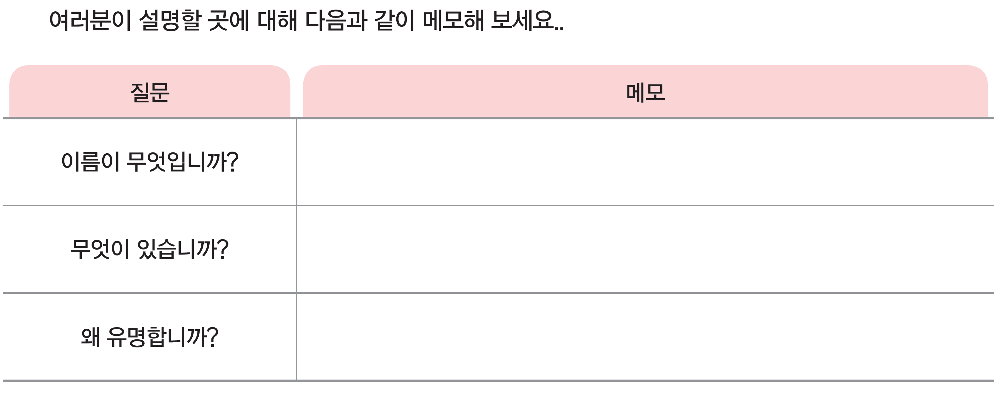 여러분이 설명할 곳에 대해 다음과 같이 메모해 보세요..
질문 메모
이름이 무엇입니까?
무엇이 있습니까?
왜 유명합니까?